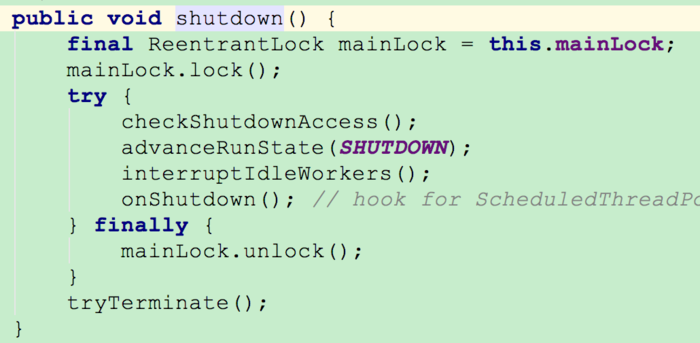 public void shutdown() {
final ReentrantLock mainLock = this.mainLock;
mainLock.lock();
try {
checkShutdownAccess();
advanceRunState(SHUTDOWN);
interruptIdleWorkers();
onShutdown(); // hook for ScheduledThreadPo
} finally {
mainLock.unlock();
}
tryTerminate();
}